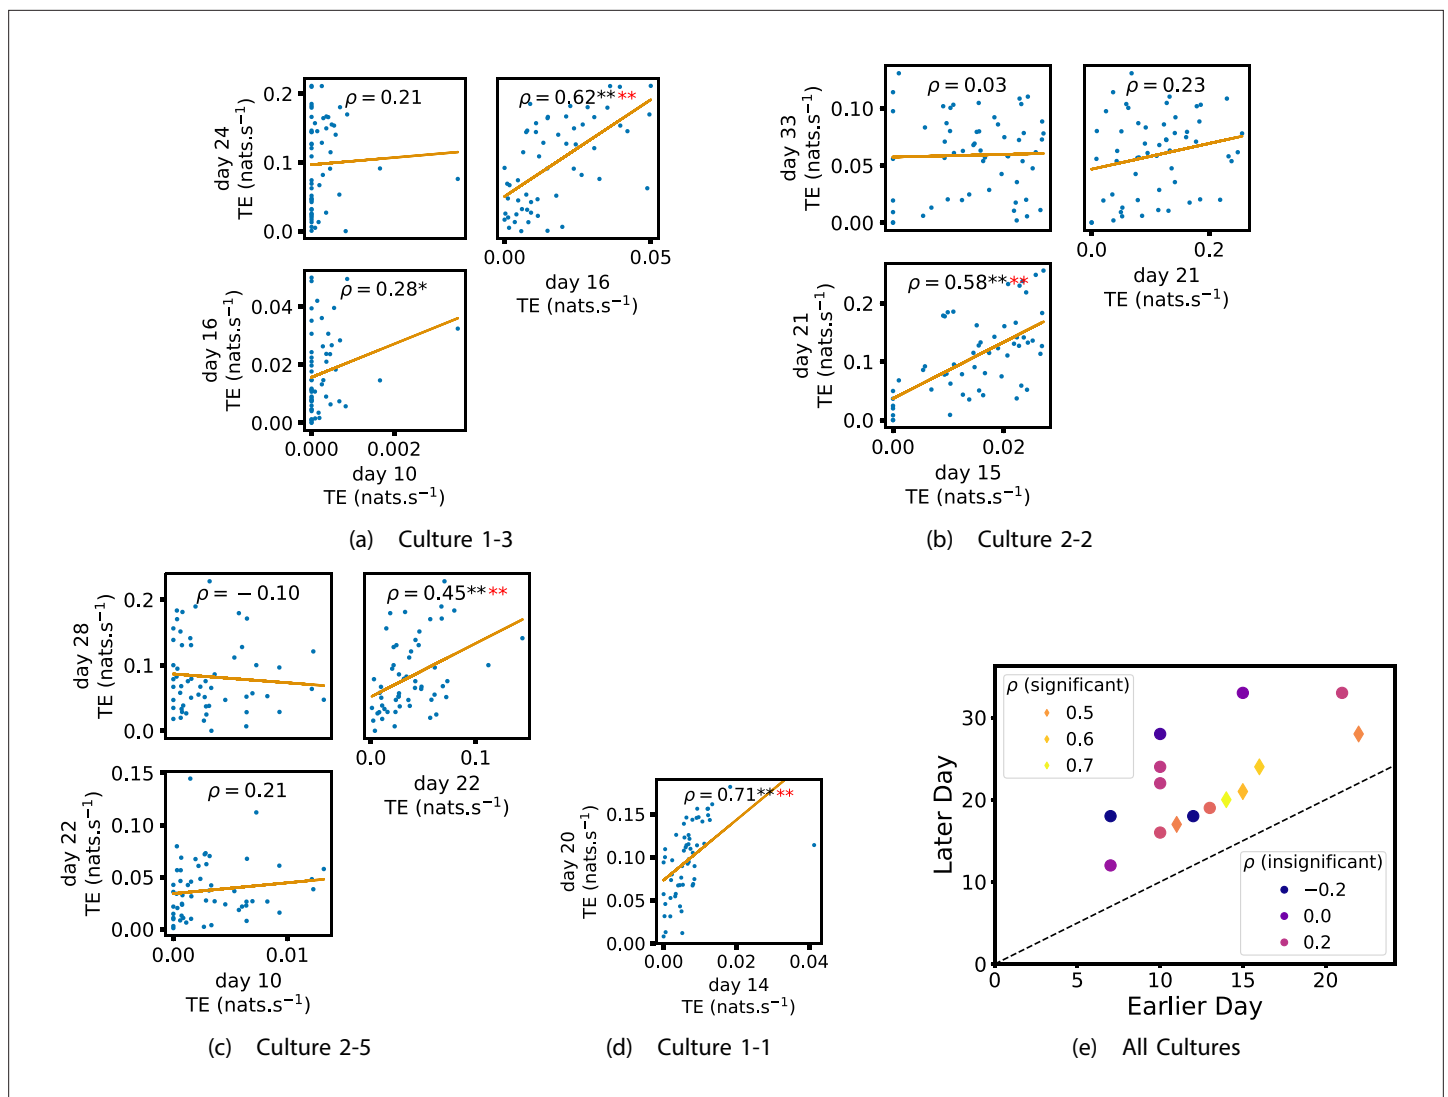 ρ = 0.21
0.2
0.1
0.0
day 24
TE (nats.s⁻¹)
ρ = 0.62****
0.00
0.05
day 16
TE (nats.s⁻¹)
ρ = 0.28*
0.04
0.02
0.00
day 16
TE (nats.s⁻¹)
0.000
0.002
day 10
TE (nats.s⁻¹)
(a) Culture 1-3
ρ = 0.03
0.10
0.05
0.00
day 33
TE (nats.s⁻¹)
ρ = 0.23
0.0
0.2
day 21
TE (nats.s⁻¹)
ρ = 0.58****
0.2
0.1
0.0
day 21
TE (nats.s⁻¹)
0.00
0.02
day 15
TE (nats.s⁻¹)
(b) Culture 2-2
ρ = −0.10
0.2
0.1
0.0
day 28
TE (nats.s⁻¹)
ρ = 0.45****
0.0
0.1
day 22
TE (nats.s⁻¹)
ρ = 0.21
0.15
0.10
0.05
0.00
day 22
TE (nats.s⁻¹)
0.00
0.01
day 10
TE (nats.s⁻¹)
(c) Culture 2-5
ρ = 0.71****
0.15
0.10
0.05
0.00
day 20
TE (nats.s⁻¹)
0.00
0.02
0.04
day 14
TE (nats.s⁻¹)
(d) Culture 1-1
ρ (significant)
0.5
0.6
0.7
ρ (insignificant)
−0.2
0.0
0.2
30
20
10
0
Later Day
0
5
10
15
20
Earlier Day
(e) All Cultures